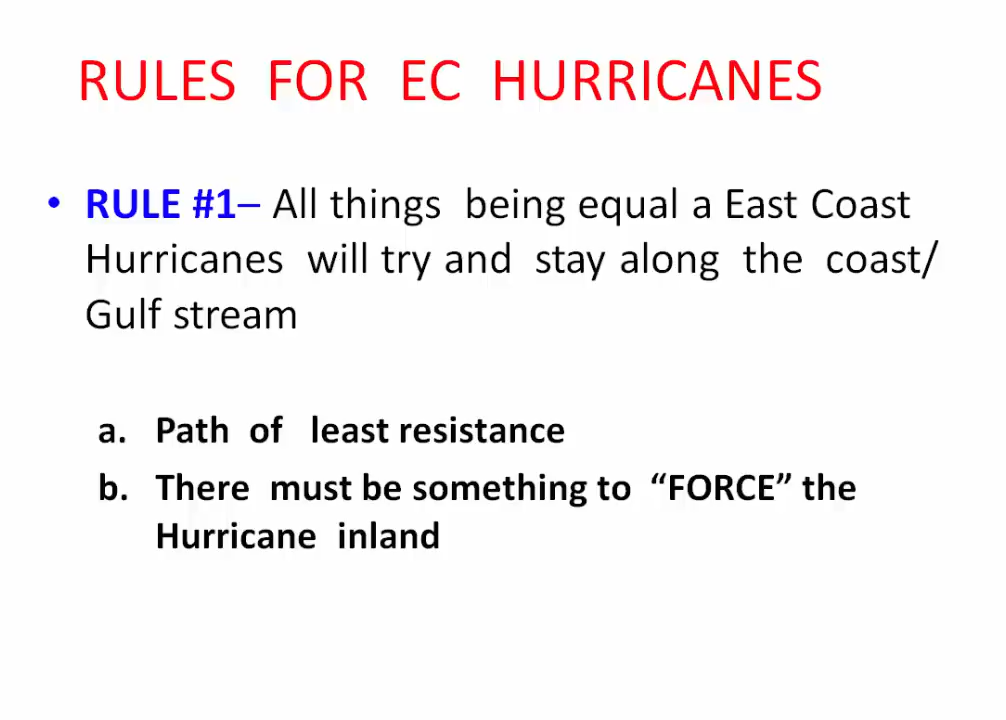 RULES FOR EC HURRICANES
• RULE #1– All things being equal a East Coast
Hurricanes will try and stay along the coast/
Gulf stream
a. Path of least resistance
b. There must be something to “FORCE” the
Hurricane inland